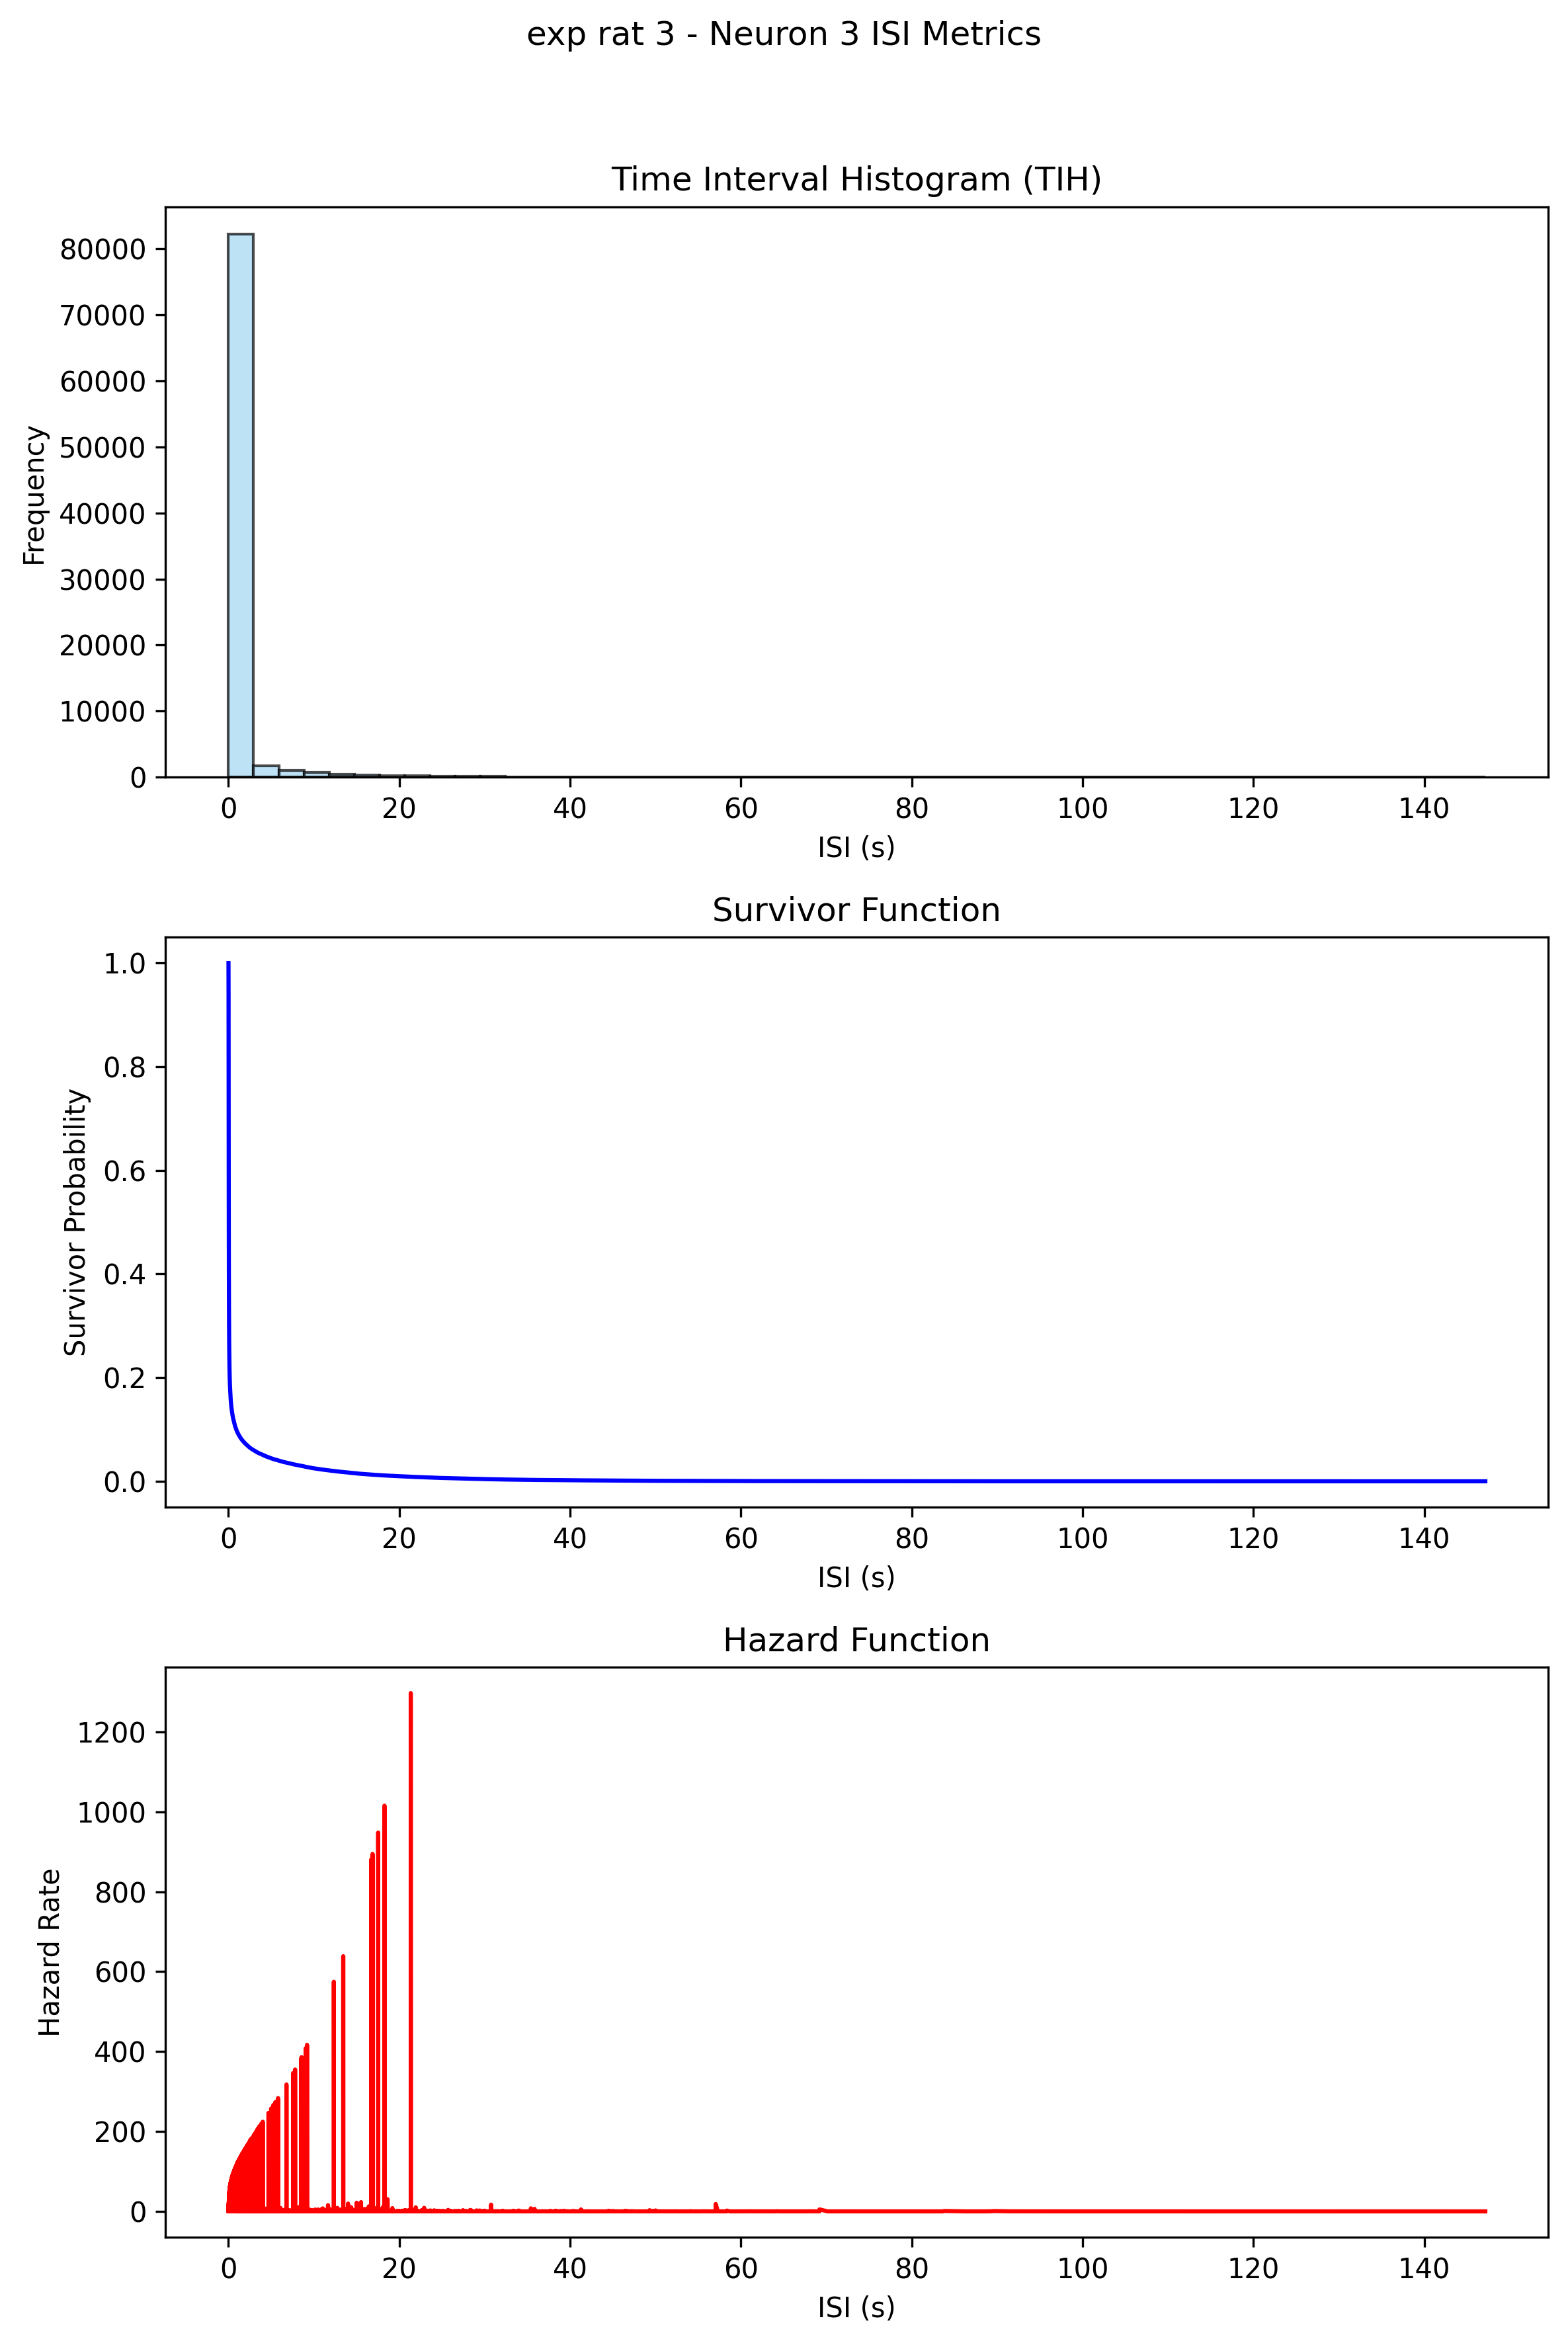 exp rat 3 - Neuron 3 ISI Metrics
Time Interval Histogram (TIH)
Frequency
80000
70000
60000
50000
40000
30000
20000
10000
0
0 20 40 60 80 100 120 140
ISI (s)
Survivor Function
Survivor Probability
1.0
0.8
0.6
0.4
0.2
0.0
0 20 40 60 80 100 120 140
ISI (s)
Hazard Function
Hazard Rate
1200
1000
800
600
400
200
0
0 20 40 60 80 100 120 140
ISI (s)